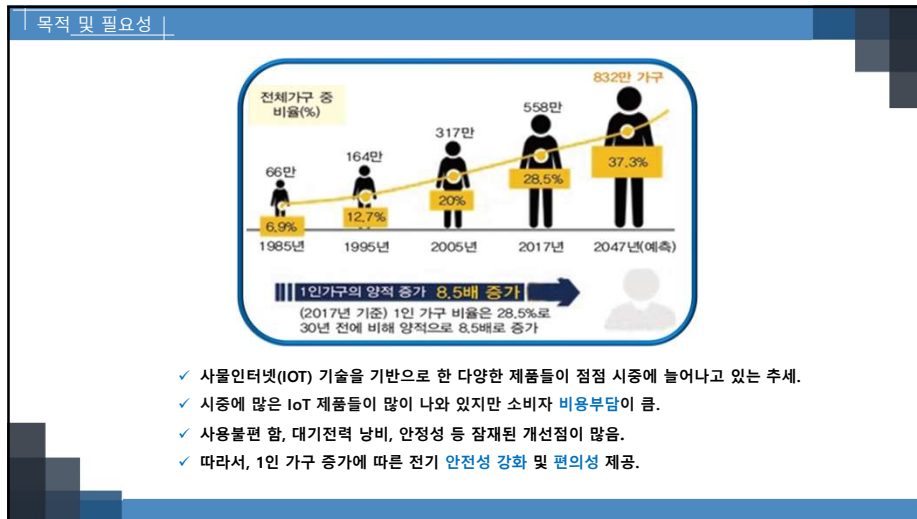 목적 및 필요성
832만 가구
전체가구 중
비율(%)
558만
317만
164만
66만
37.3%
28.5%
20%
12.7%
6.9%
1985년 1995년 2005년 2017년 2047년(예측)
1인가구의 양적 증가 8.5배 증가
(2017년 기준) 1인 가구 비율은 28.5%로
30년 전에 비해 양적으로 8.5배로 증가
✓ 사물인터넷(IOT) 기술을 기반으로 한 다양한 제품들이 점점 시중에 늘어나고 있는 추세.
✓ 시중에 많은 IoT 제품들이 많이 나와 있지만 소비자 비용부담이 큼.
✓ 사용불편 함, 대기전력 낭비, 안정성 등 잠재된 개선점이 많음.
✓ 따라서, 1인 가구 증가에 따른 전기 안전성 강화 및 편의성 제공.